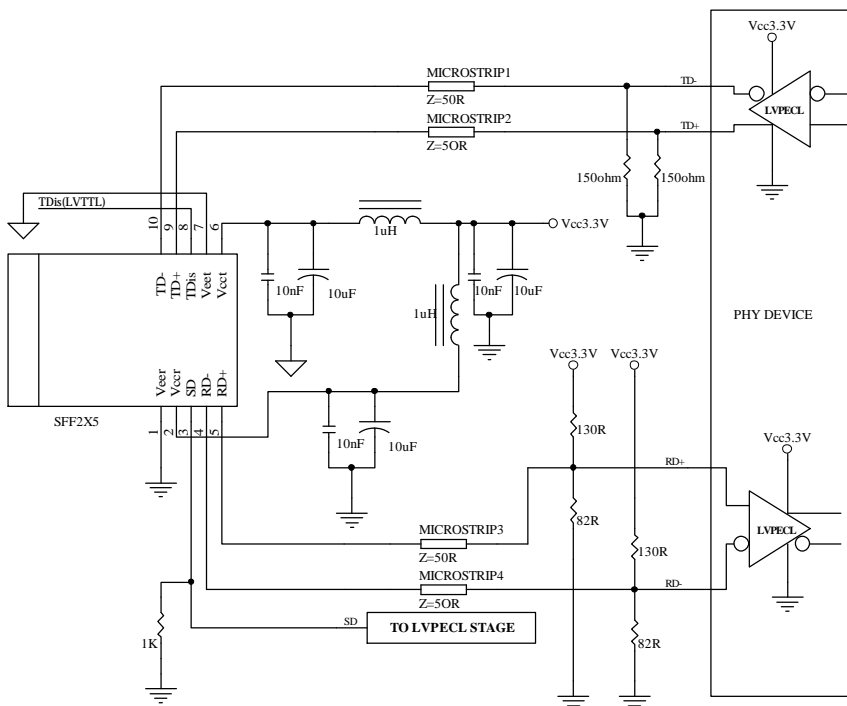 Vcc3.3V
MICROSTRIP1
TD-
Z=50R
LVPECL
MICROSTRIP2
TD+
Z=5OR
150ohm
150ohm
TDis(LVTTL)
10
9
8
7
6
1uH
Vcc3.3V
TD-
TD+
TDis
Veet
Vcct
10nF
10uF
10nF
10uF
1uH
PHY DEVICE
Veer
Vccr
SD
RD-
RD+
Vcc3.3V
Vcc3.3V
SFF2X5
1
2
3
4
5
10nF
10uF
130R
Vcc3.3V
RD+
82R
LVPECL
MICROSTRIP3
Z=50R
130R
MICROSTRIP4
RD-
Z=5OR
SD
TO LVPECL STAGE
1K
82R